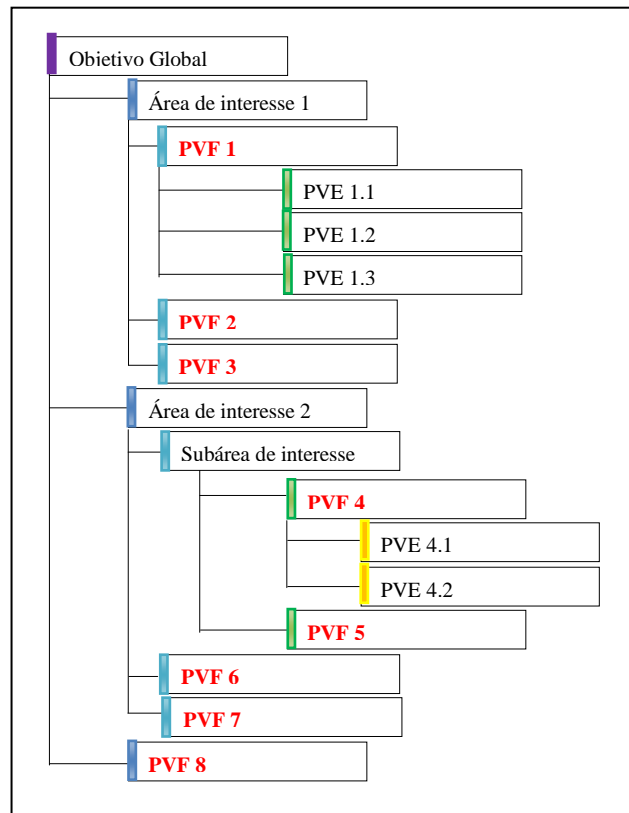 Objetivo Global
Área de interesse 1
PVF 1
PVE 1.1
PVE 1.2
PVE 1.3
PVF 2
PVF 3
Área de interesse 2
Subárea de interesse
PVF 4
PVE 4.1
PVE 4.2
PVF 5
PVF 6
PVF 7
PVF 8